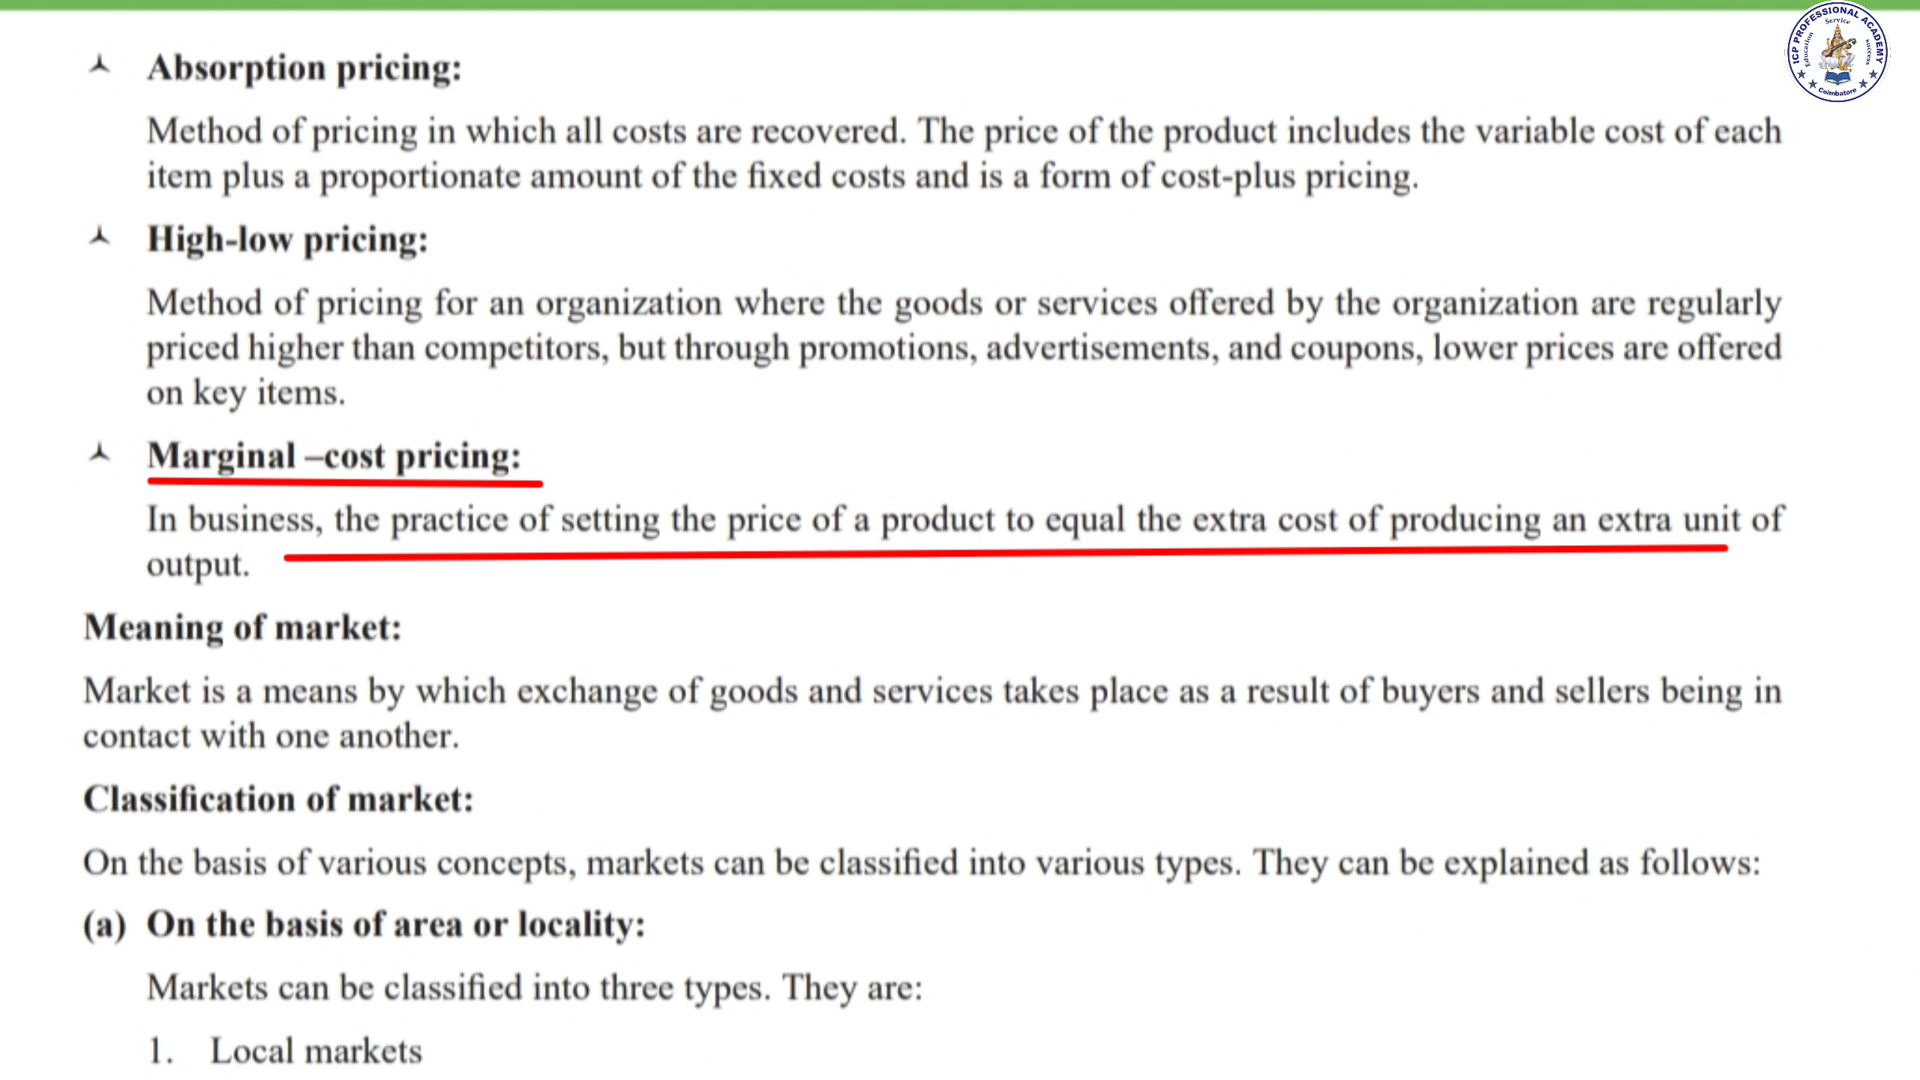 ICP PROFESSIONAL ACADEMY
Service
Education
success
Coimbatore
Absorption pricing:
Method of pricing in which all costs are recovered. The price of the product includes the variable cost of each
item plus a proportionate amount of the fixed costs and is a form of cost-plus pricing.
High-low pricing:
Method of pricing for an organization where the goods or services offered by the organization are regularly
priced higher than competitors, but through promotions, advertisements, and coupons, lower prices are offered
on key items.
Marginal –cost pricing:
In business, the practice of setting the price of a product to equal the extra cost of producing an extra unit of
output.
Meaning of market:
Market is a means by which exchange of goods and services takes place as a result of buyers and sellers being in
contact with one another.
Classification of market:
On the basis of various concepts, markets can be classified into various types. They can be explained as follows:
(a) On the basis of area or locality:
Markets can be classified into three types. They are:
1. Local markets